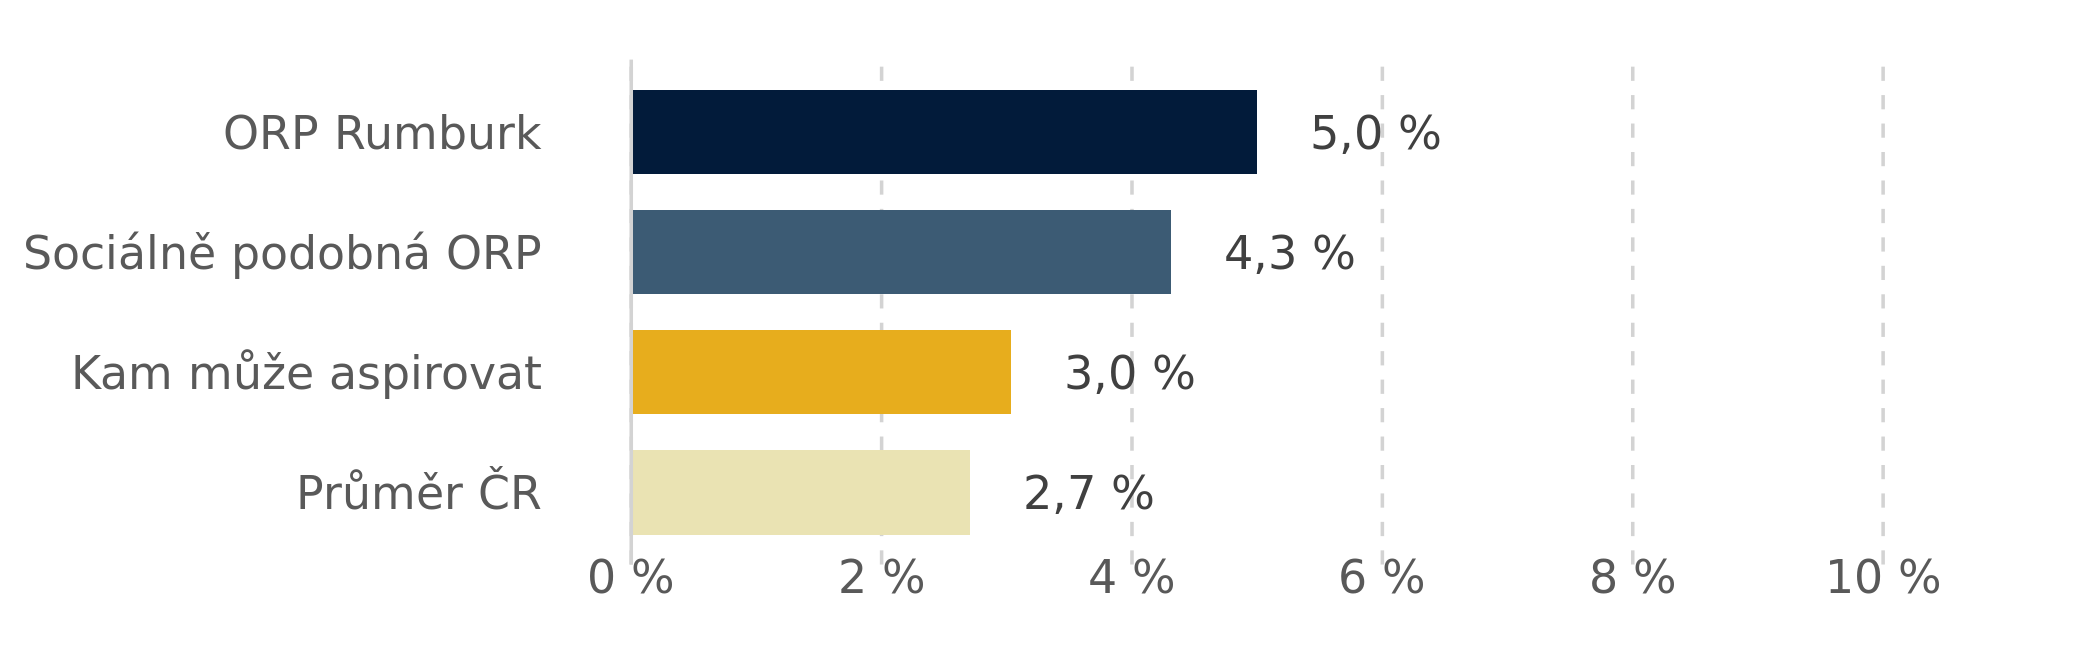 ORP Rumburk 5,0 %
Sociálně podobná ORP 4,3 %
Kam může aspirovat 3,0 %
Průměr ČR 2,7 %
0 % 2 % 4 % 6 % 8 % 10 %